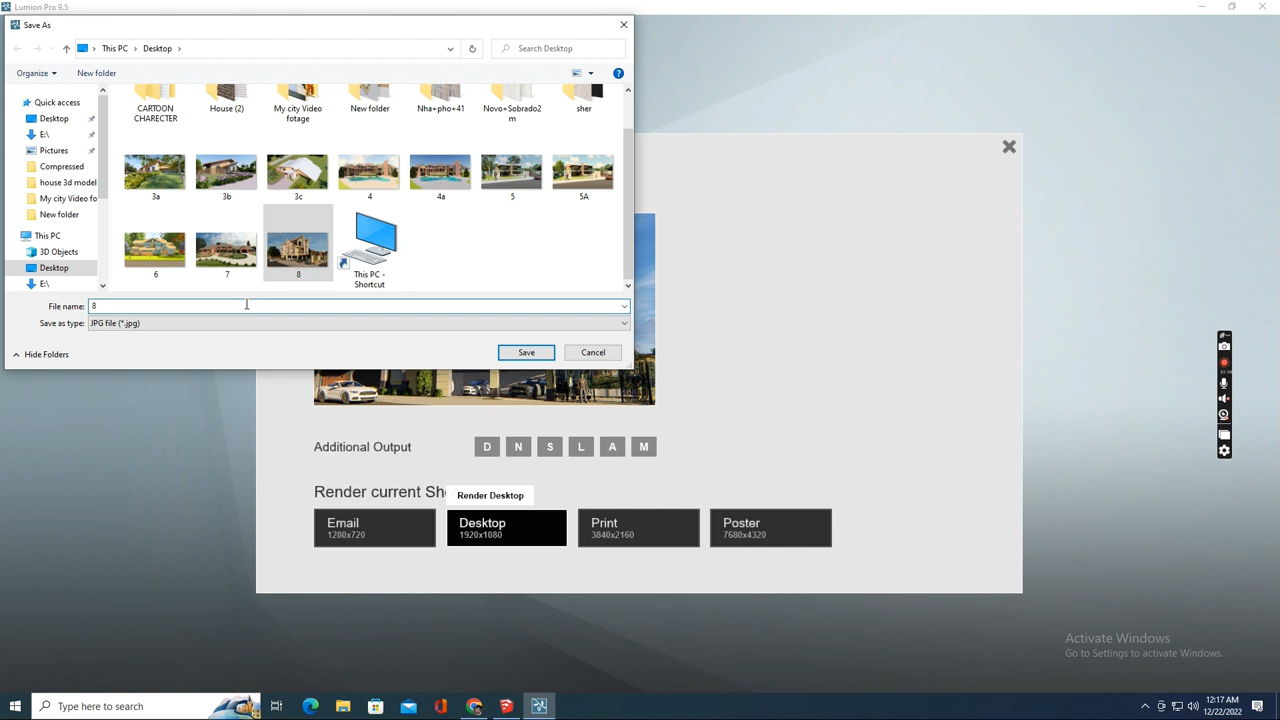 Lumion Pro 9.5
Save As
This PC
Desktop
Search Desktop
Organize
New folder
Quick access
Desktop
E:\
Pictures
Compressed
house 3d model
My city Video fo
New folder
This PC
3D Objects
Desktop
E:\
CARTOON CHARECTER
House (2)
My city Video fotage
New folder
Nha+pho+41
Novo+Sobrado2m
sher
3a
3b
3c
4
4a
5
5A
6
7
8
This PC - Shortcut
File name: 8
Save as type: JPG file (*.jpg)
Hide Folders
Save
Cancel
Additional Output
D N S L A M
Render current Sh
Render Desktop
Email
1280x720
Desktop
1920x1080
Print
3840x2160
Poster
7680x4320
Activate Windows
Go to Settings to activate Windows.
Type here to search
12:17 AM
12/22/2022